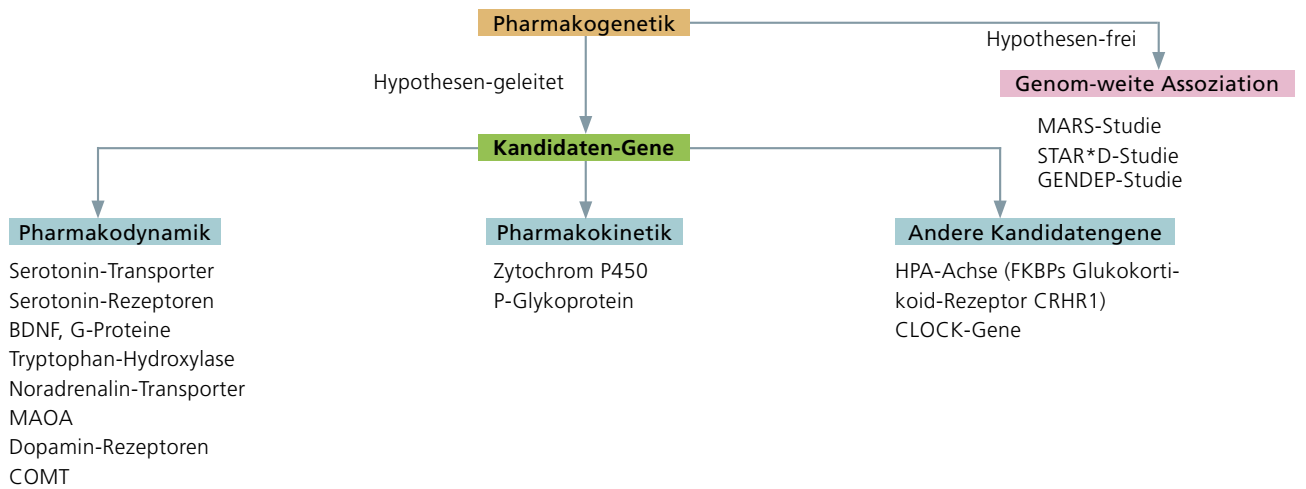 Pharmakogenetik
Hypothesen-frei
Hypothesen-geleitet
Genom-weite Assoziation
MARS-Studie
STAR*D-Studie
GENDEP-Studie
Kandidaten-Gene
Pharmakodynamik
Serotonin-Transporter
Serotonin-Rezeptoren
BDNF, G-Proteine
Tryptophan-Hydroxylase
Noradrenalin-Transporter
MAOA
Dopamin-Rezeptoren
COMT
Pharmakokinetik
Zytochrom P450
P-Glykoprotein
Andere Kandidatengene
HPA-Achse (FKBPs Glukokorti-
koid-Rezeptor CRHR1)
CLOCK-Gene